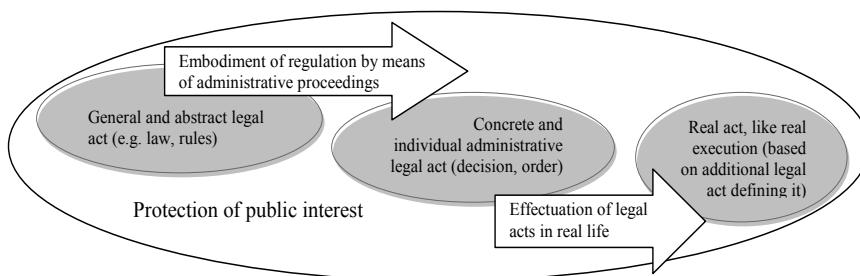 Embodiment of regulation by means
of administrative proceedings
General and abstract legal
act (e.g. law, rules)
Concrete and
individual administrative
legal act (decision, order)
Real act, like real
execution (based
on additional legal
act defining it)
Protection of public interest
Effectuation of legal
acts in real life